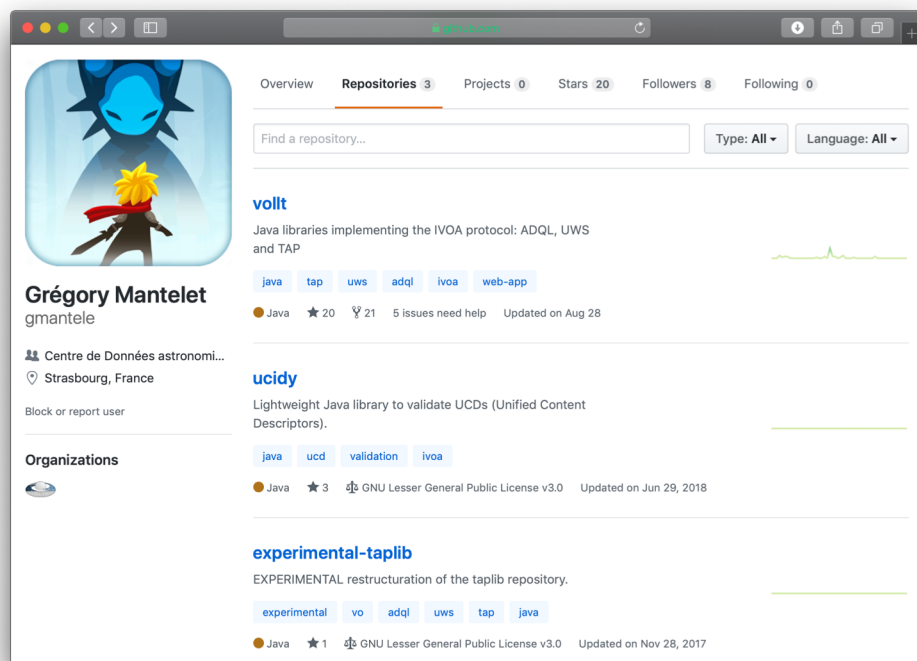 Overview Repositories 3 Projects 0 Stars 20 Followers 8 Following 0
Find a repository... Type: All Language: All
Grégory Mantelet
gmantele
Centre de Données astronomi...
Strasbourg, France
Block or report user
Organizations
vollt
Java libraries implementing the IVOA protocol: ADQL, UWS
and TAP
java tap uws adql ivoa web-app
Java 20 21 5 issues need help Updated on Aug 28
ucidy
Lightweight Java library to validate UCDs (Unified Content
Descriptors).
java ucd validation ivoa
Java 3 GNU Lesser General Public License v3.0 Updated on Jun 29, 2018
experimental-taplib
EXPERIMENTAL restructuration of the taplib repository.
experimental vo adql uws tap java
Java 1 GNU Lesser General Public License v3.0 Updated on Nov 28, 2017